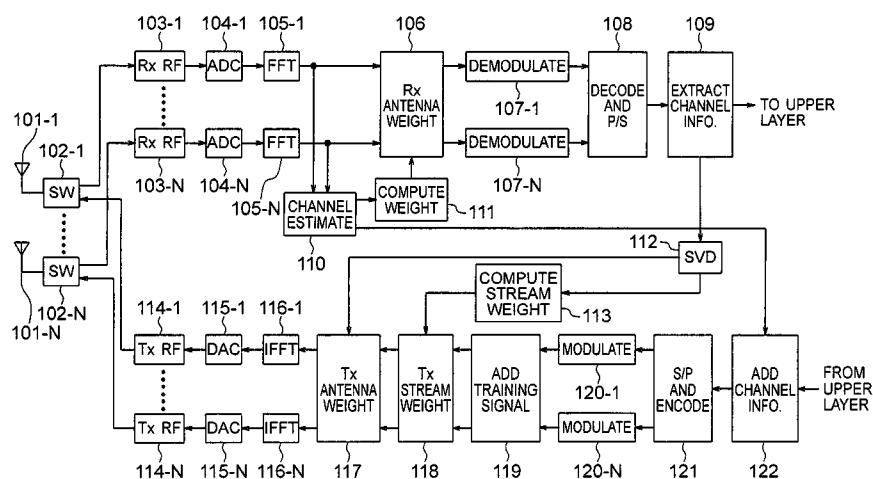 103-1
104-1
105-1
106
108
109
Rx RF
ADC
FFT
Rx
ANTENNA
WEIGHT
DEMODULATE
107-1
DECODE
AND
P/S
EXTRACT
CHANNEL
INFO.
TO UPPER
LAYER
101-1
102-1
SW
Rx RF
ADC
FFT
DEMODULATE
103-N
104-N
105-N
107-N
CHANNEL
ESTIMATE
110
COMPUTE
WEIGHT
111
112
SVD
SW
101-N
102-N
COMPUTE
STREAM
WEIGHT
113
114-1
115-1
116-1
Tx RF
DAC
IFFT
Tx
ANTENNA
WEIGHT
Tx
STREAM
WEIGHT
ADD
TRAINING
SIGNAL
MODULATE
120-1
S/P
AND
ENCODE
ADD
CHANNEL
INFO.
FROM
UPPER
LAYER
Tx RF
DAC
IFFT
MODULATE
114-N
115-N
116-N
117
118
119
120-N
121
122